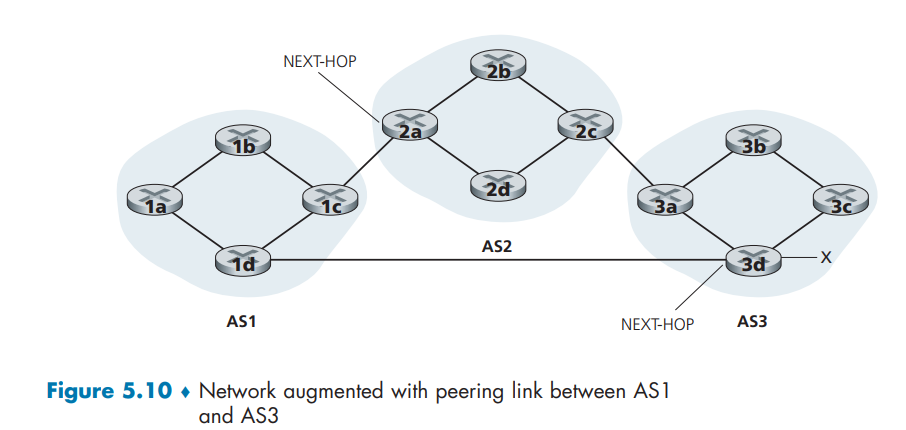 NEXT-HOP
2b
2a
2c
1b
3b
2d
1a
1c
3a
3c
AS2
1d
3d
X
AS1
NEXT-HOP
AS3
Figure 5.10 ♦ Network augmented with peering link between AS1
and AS3